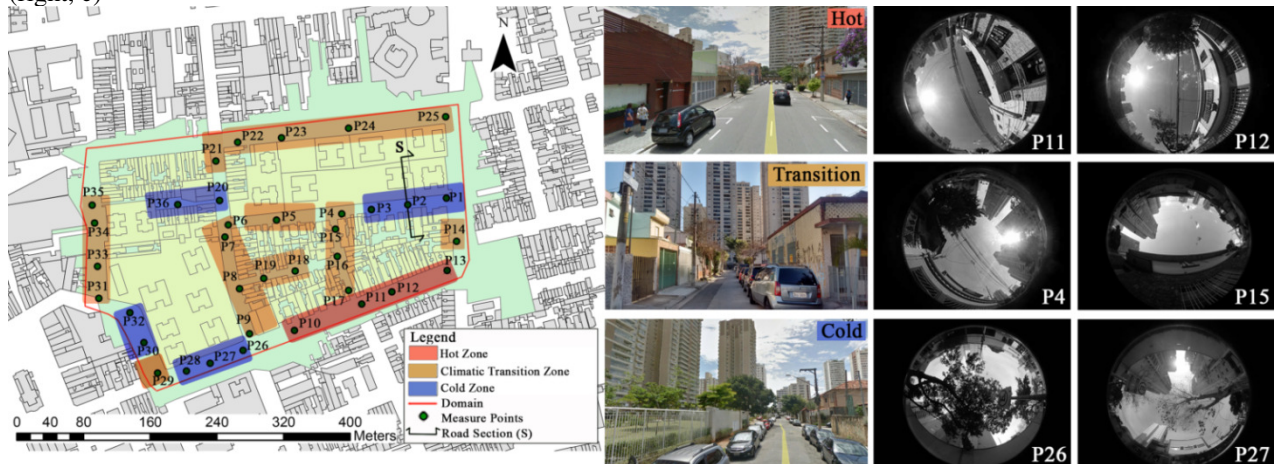 (right, c)
N
P25
P24
P23
P22
P21
S
P35
P20
P36
P1
P2
P3
P4
P5
P6
P34
P7
P15
P14
P33
P8
P19
P18
P16
P13
P31
P17
P11
P12
P32
P9
P10
P30
P26
P28
P27
P29
Legend
Hot Zone
Climatic Transition Zone
Cold Zone
Domain
Measure Points
Road Section (S)
0 40 80 160 240 320 400
Meters
Hot
Transition
Cold
P11
P12
P4
P15
P26
P27